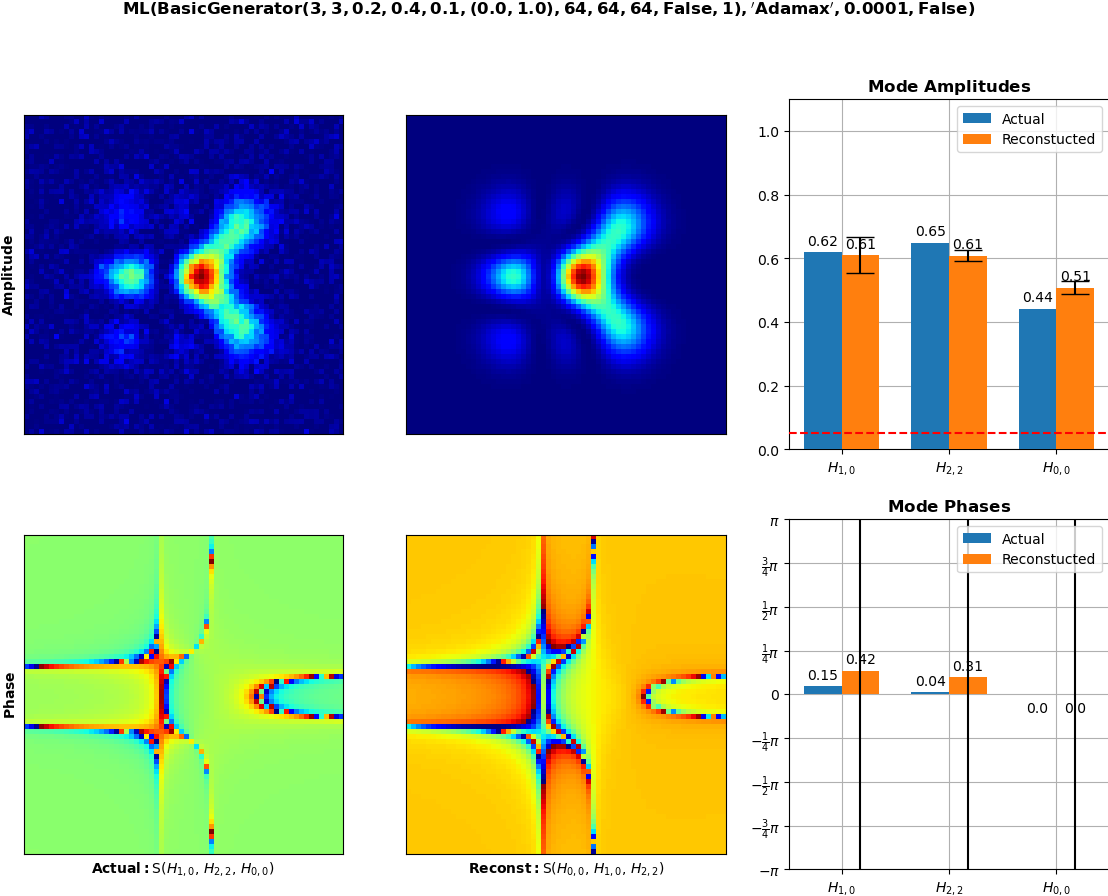 ML(BasicGenerator(3, 3, 0.2, 0.4, 0.1, (0.0, 1.0), 64, 64, 64, False, 1), 'Adamax', 0.0001, False)
Amplitude
Mode Amplitudes
Actual
Reconstucted
1.0
0.8
0.6
0.4
0.2
0.0
0.62
0.61
0.65
0.61
0.44
0.51
H1,0
H2,2
H0,0
Phase
Actual: S(H1,0, H2,2, H0,0)
Reconst: S(H0,0, H1,0, H2,2)
Mode Phases
Actual
Reconstucted
π
3/4π
1/2π
1/4π
0
−1/4π
−1/2π
−3/4π
−π
0.15
0.42
0.04
0.31
0.0
0.0
H1,0
H2,2
H0,0